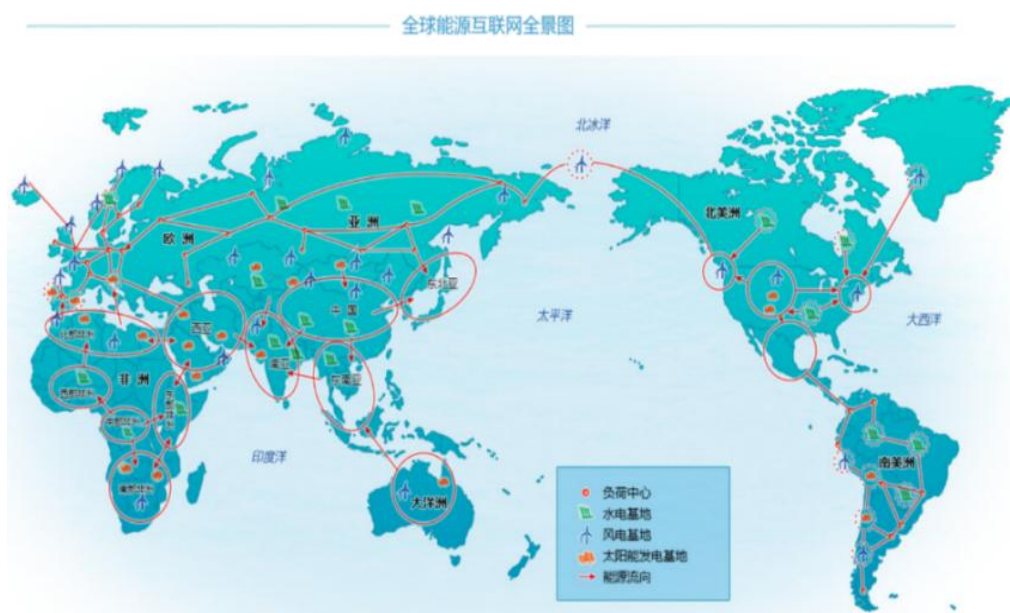 全球能源互联网全景图
北冰洋
北美洲
亚洲
欧洲
东北亚
中国
太平洋
大西洋
西亚
北部非洲
南亚
东南亚
非洲
西部非洲
东部非洲
中部非洲
印度洋
南美洲
南部非洲
大洋洲
负荷中心
水电基地
风电基地
太阳能发电基地
能源流向